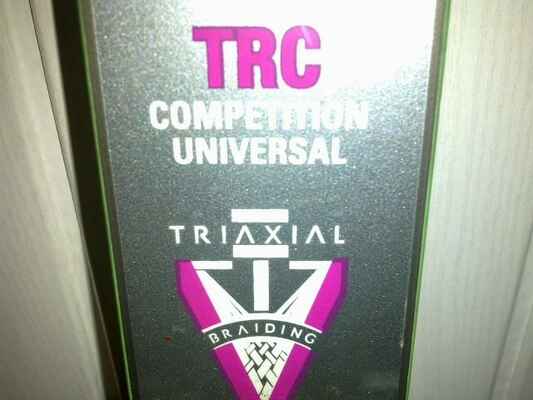 TRC
COMPETITION
UNIVERSAL
TRIAXIAL
BRAIDING